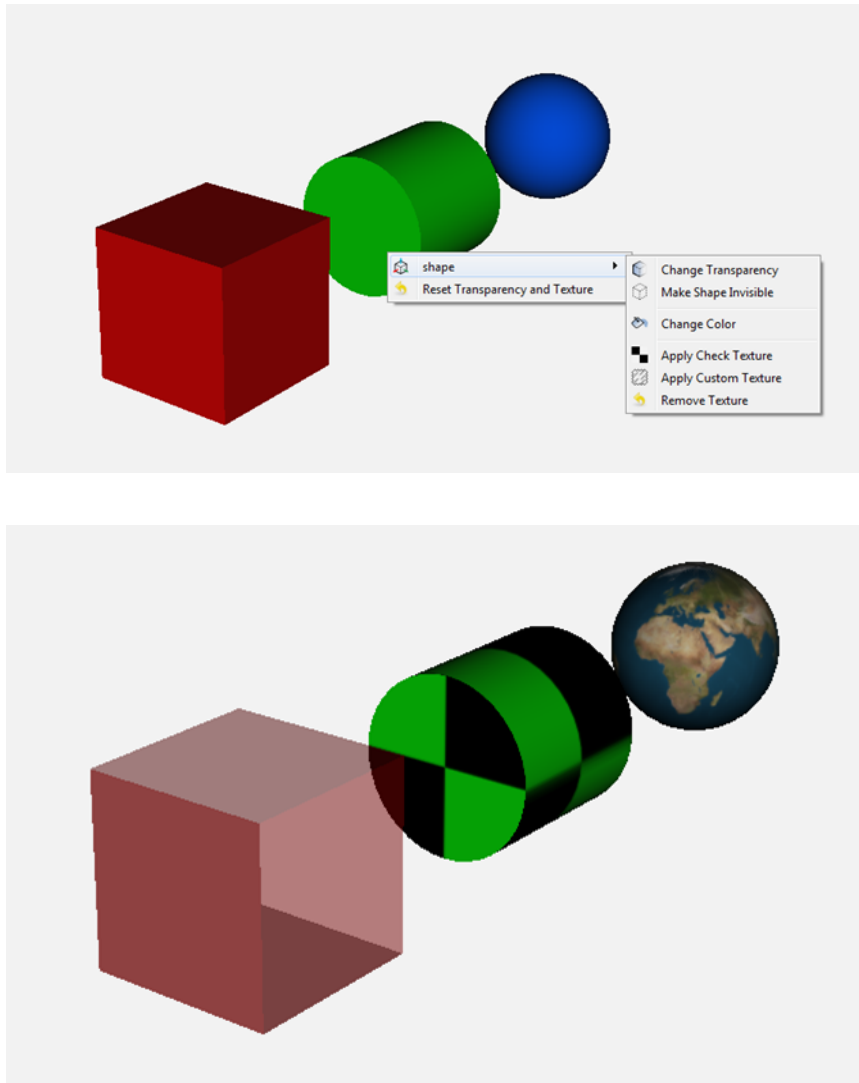 shape
Reset Transparency and Texture
Change Transparency
Make Shape Invisible
Change Color
Apply Check Texture
Apply Custom Texture
Remove Texture